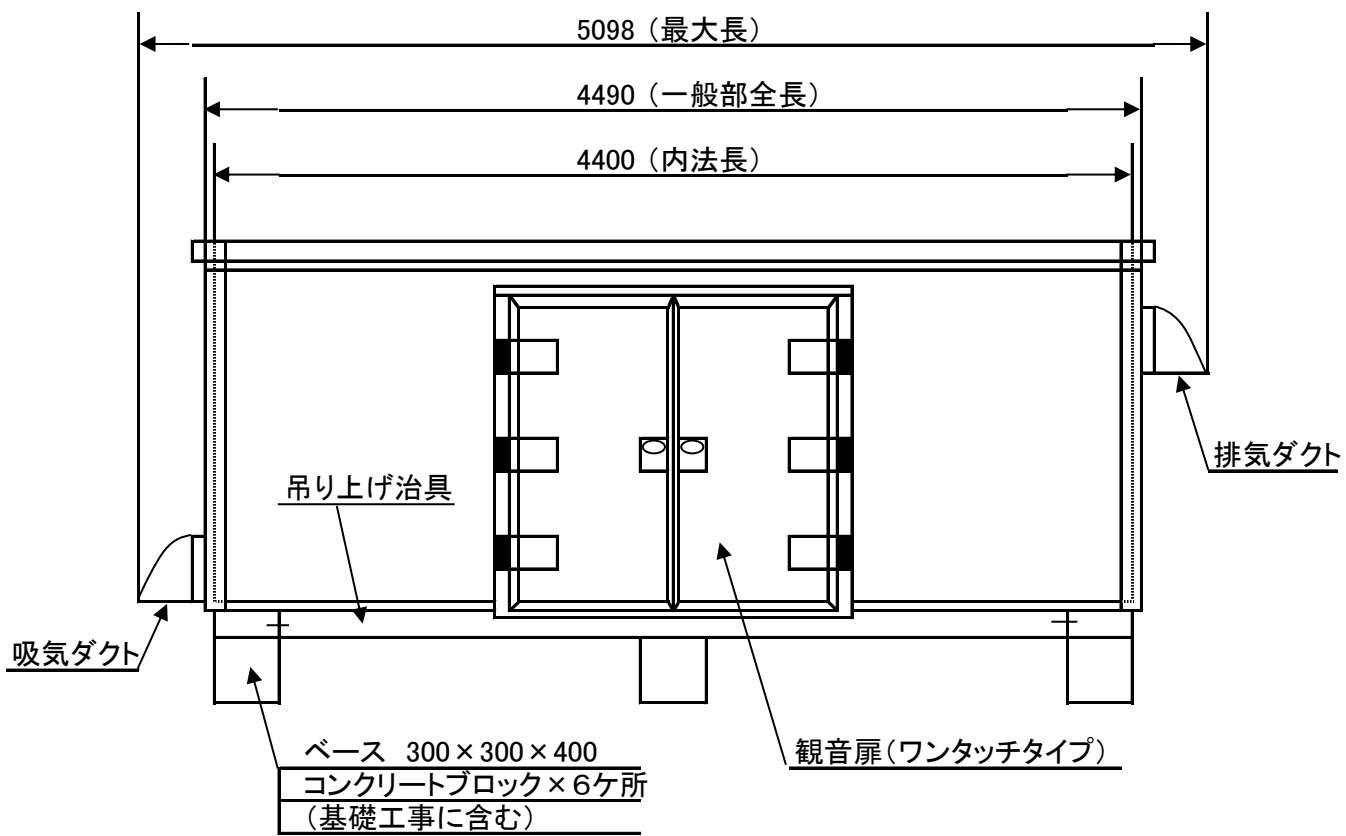 5098（最大長）
4490（一般部全長）
4400（内法長）
排気ダクト
吊り上げ治具
吸気ダクト
ベース 300×300×400
コンクリートブロック×６ケ所
（基礎工事に含む）
観音扉（ワンタッチタイプ）